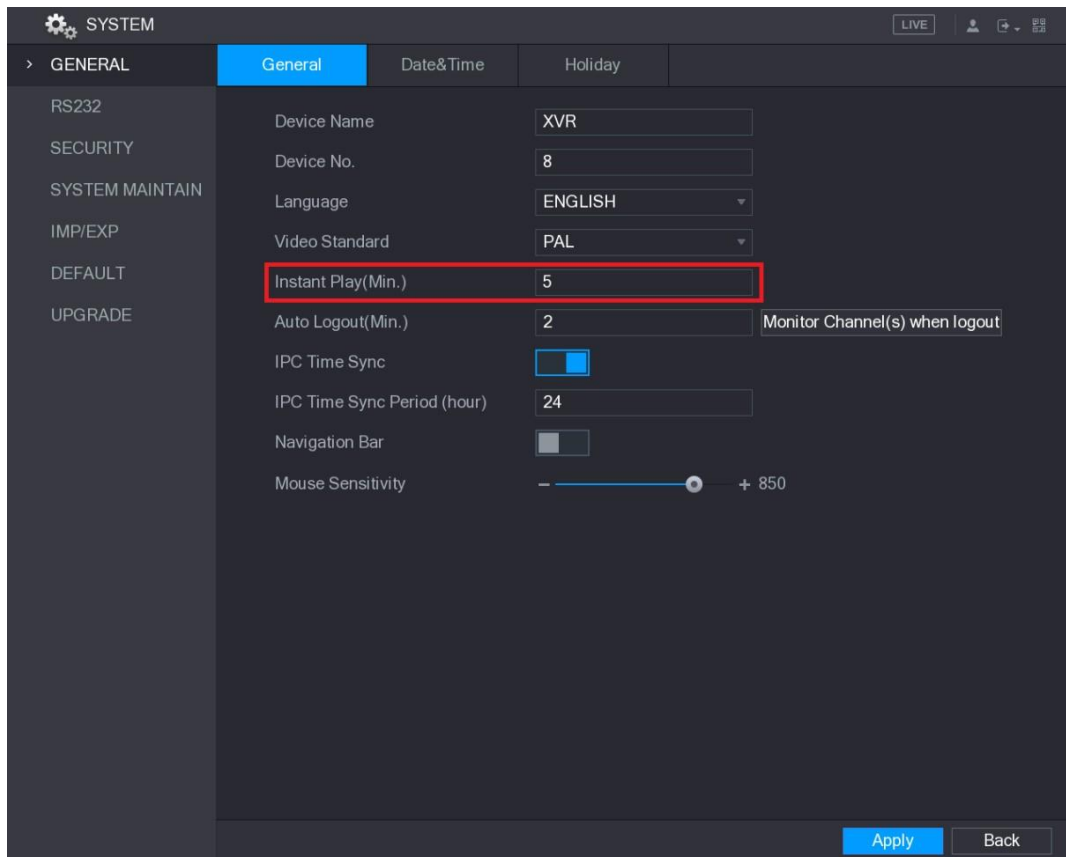 SYSTEM
LIVE
GENERAL
RS232
SECURITY
SYSTEM MAINTAIN
IMP/EXP
DEFAULT
UPGRADE
General Date&Time Holiday
Device Name XVR
Device No. 8
Language ENGLISH
Video Standard PAL
Instant Play(Min.) 5
Auto Logout(Min.) 2 Monitor Channel(s) when logout
IPC Time Sync
IPC Time Sync Period (hour) 24
Navigation Bar
Mouse Sensitivity 850
Apply Back